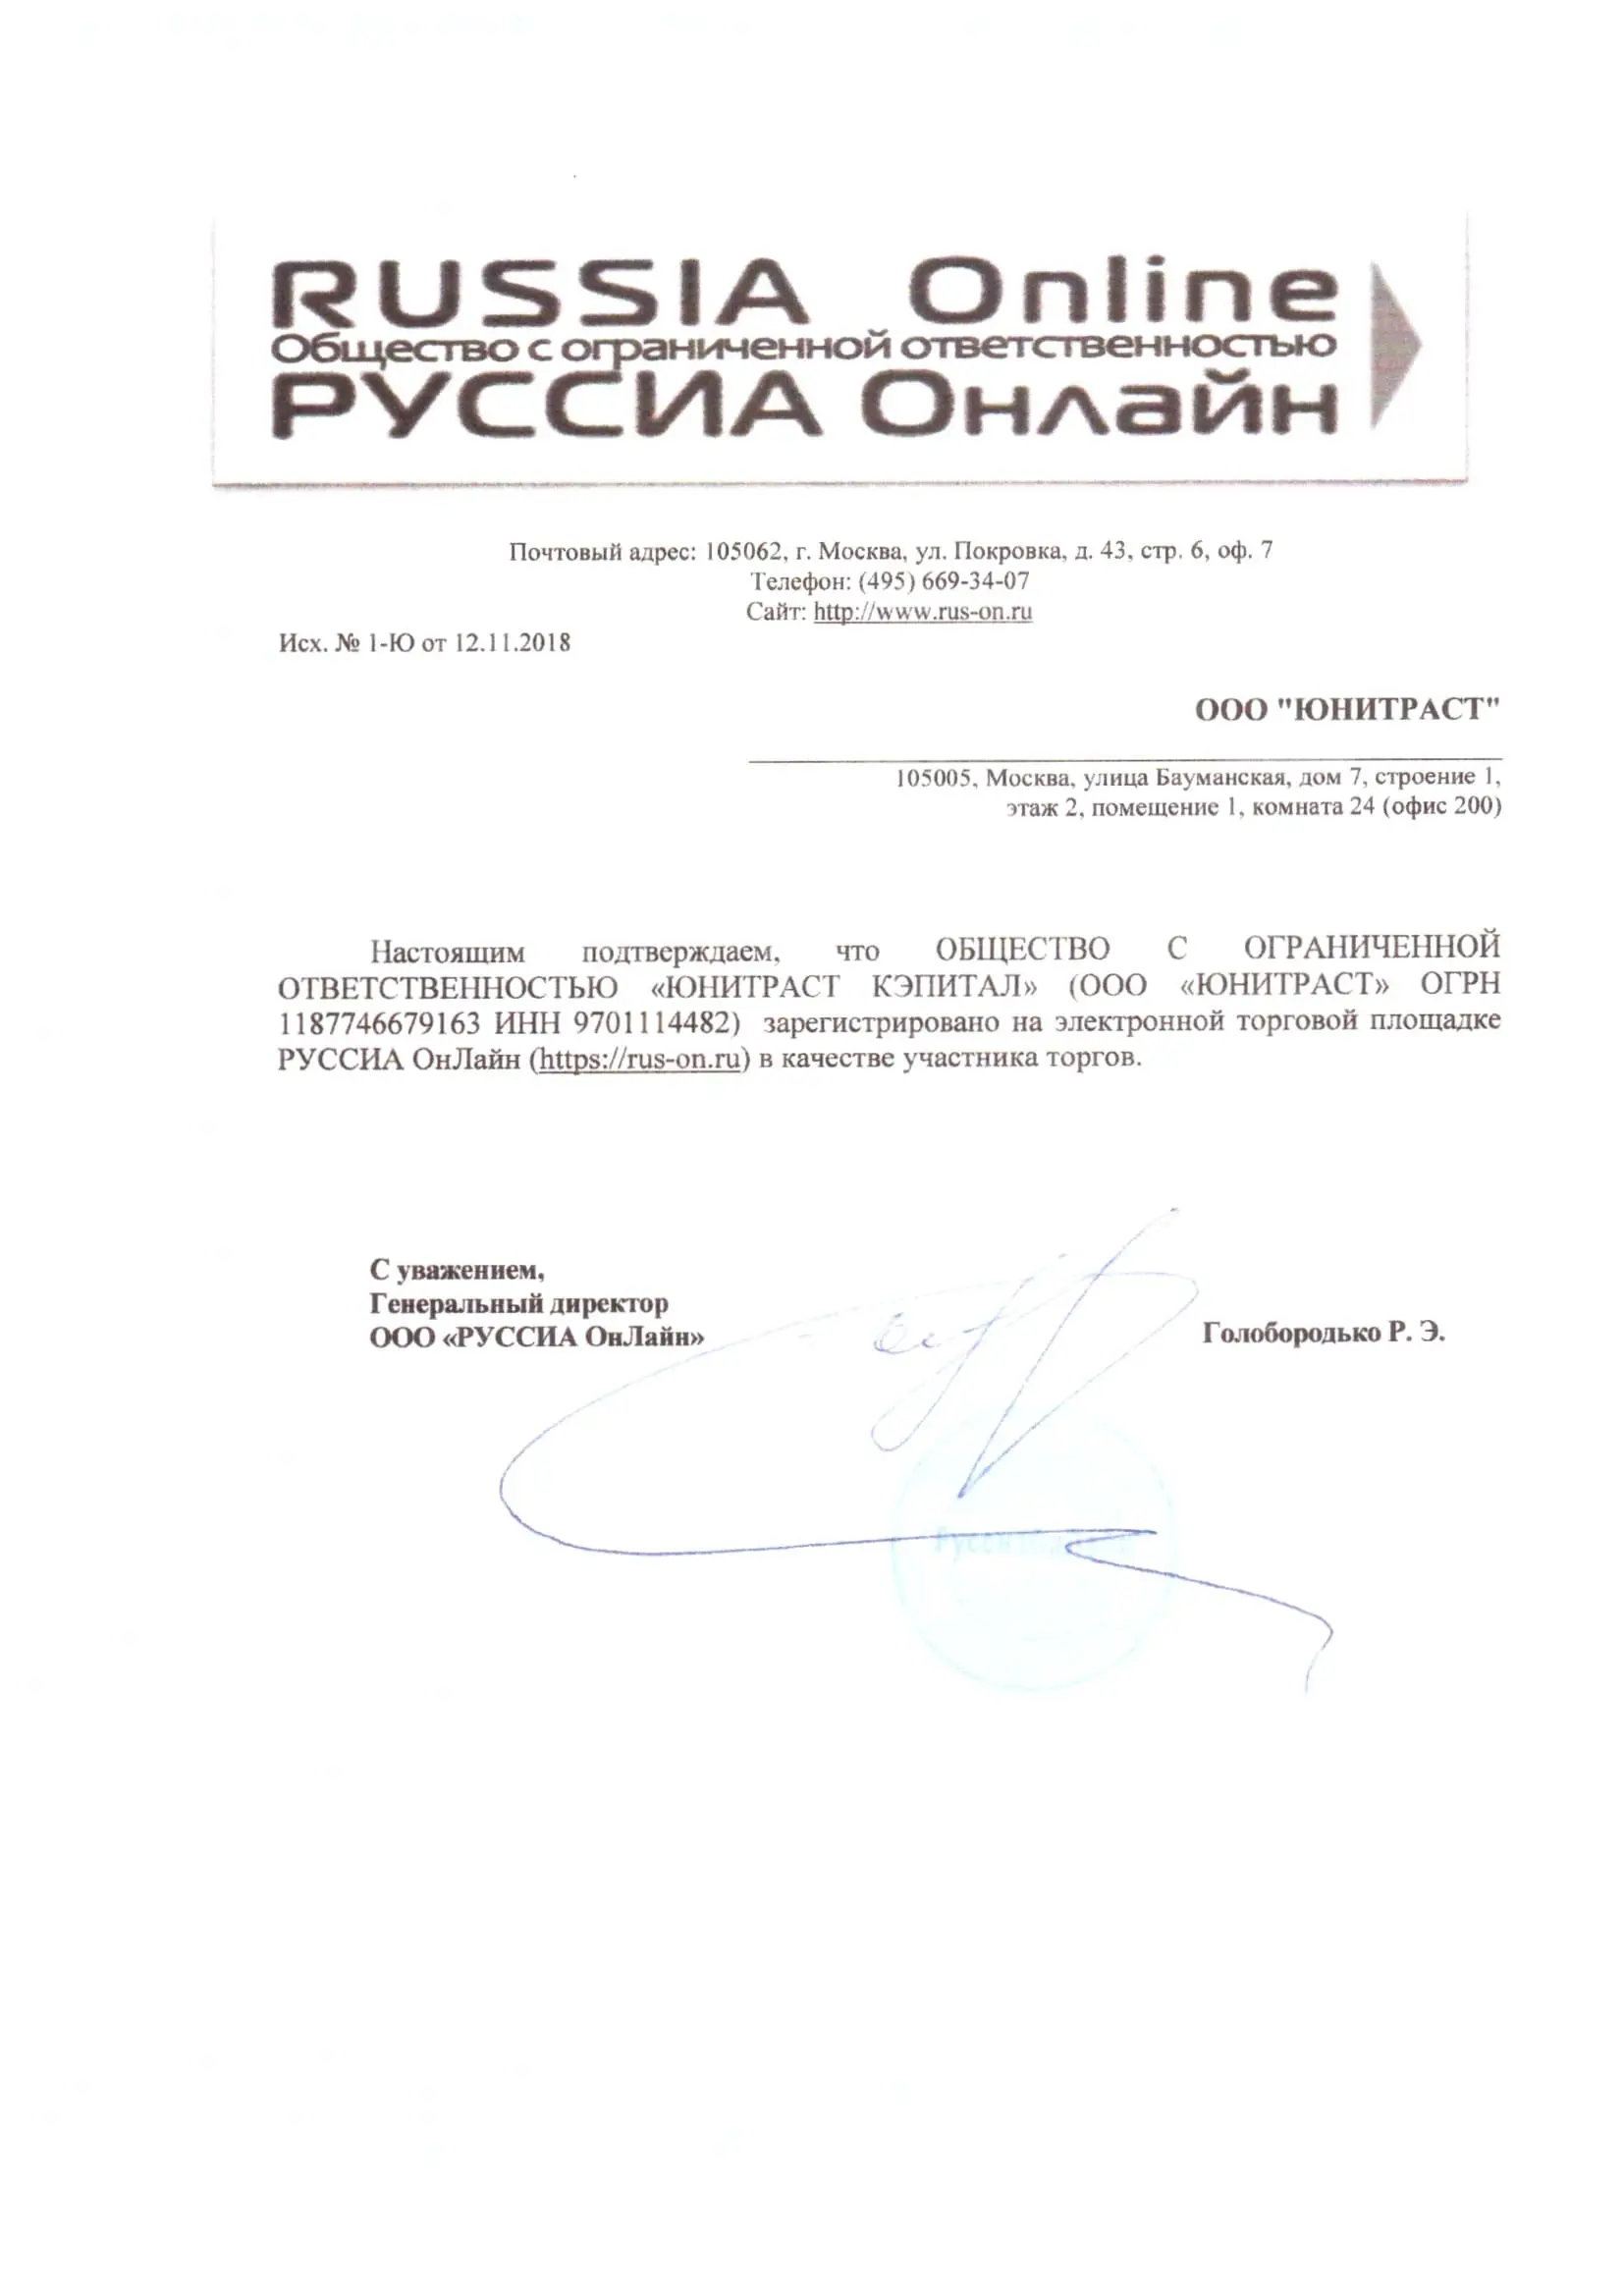 RUSSIA Online
Общество с ограниченной ответственностью
РУССИА Онлайн
Почтовый адрес: 105062, г. Москва, ул. Покровка, д. 43, стр. 6, оф. 7
Телефон: (495) 669-34-07
Сайт: http://www.rus-on.ru
Исх. № 1-Ю от 12.11.2018
ООО "ЮНИТРАСТ"
105005, Москва, улица Бауманская, дом 7, строение 1,
этаж 2, помещение 1, комната 24 (офис 200)
Настоящим подтверждаем, что ОБЩЕСТВО С ОГРАНИЧЕННОЙ
ОТВЕТСТВЕННОСТЬЮ «ЮНИТРАСТ КЭПИТАЛ» (ООО «ЮНИТРАСТ» ОГРН
1187746679163 ИНН 9701114482) зарегистрировано на электронной торговой площадке
РУССИА ОнЛайн (https://rus-on.ru) в качестве участника торгов.
С уважением,
Генеральный директор
ООО «РУССИА ОнЛайн»
Голобородько Р. Э.